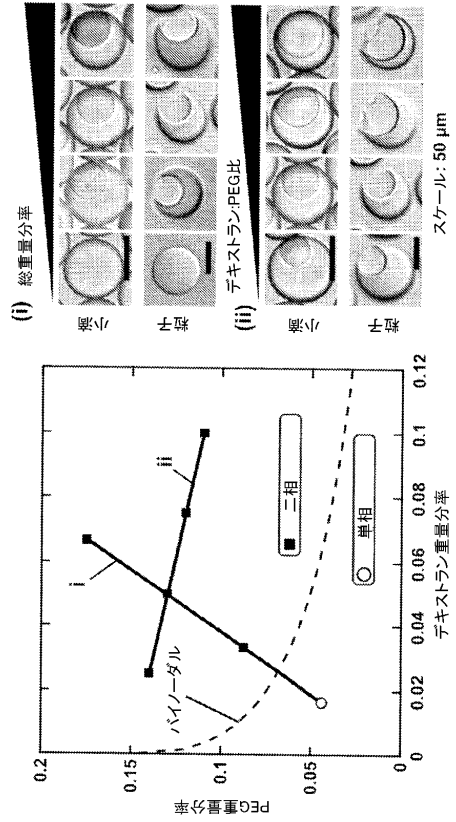 PEG重量分率
0.2
0.15
0.1
0.05
0
0
0.02
0.04
0.06
0.08
0.1
0.12
デキストラン重量分率
バイノーダル
i
ii
■ 二相
○ 単相
(i) 総重量分率
小滴
粒子
(ii) デキストラン:PEG比
小滴
粒子
スケール: 50 μm